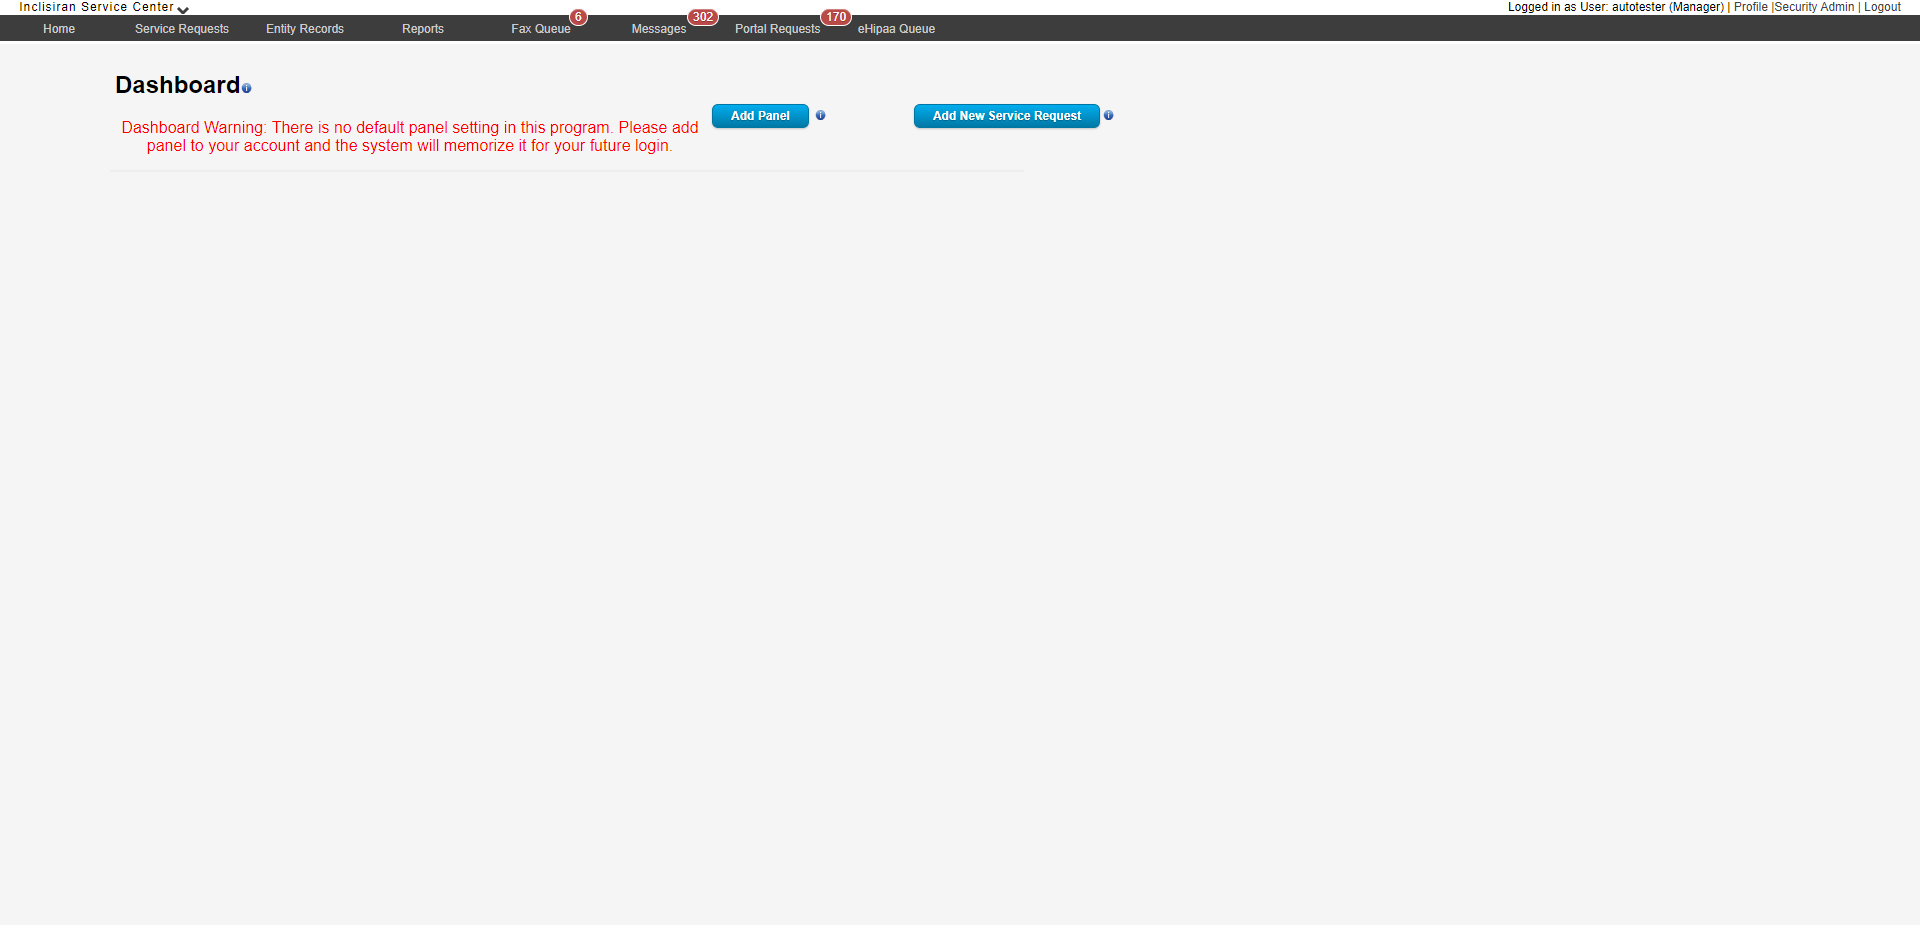 Inclisiran Service Center
Logged in as User: autotester (Manager) | Profile |Security Admin | Logout
Home Service Requests Entity Records Reports Fax Queue 6 Messages 302 Portal Requests 170 eHipaa Queue
Dashboard
Add Panel
Add New Service Request
Dashboard Warning: There is no default panel setting in this program. Please add
panel to your account and the system will memorize it for your future login.